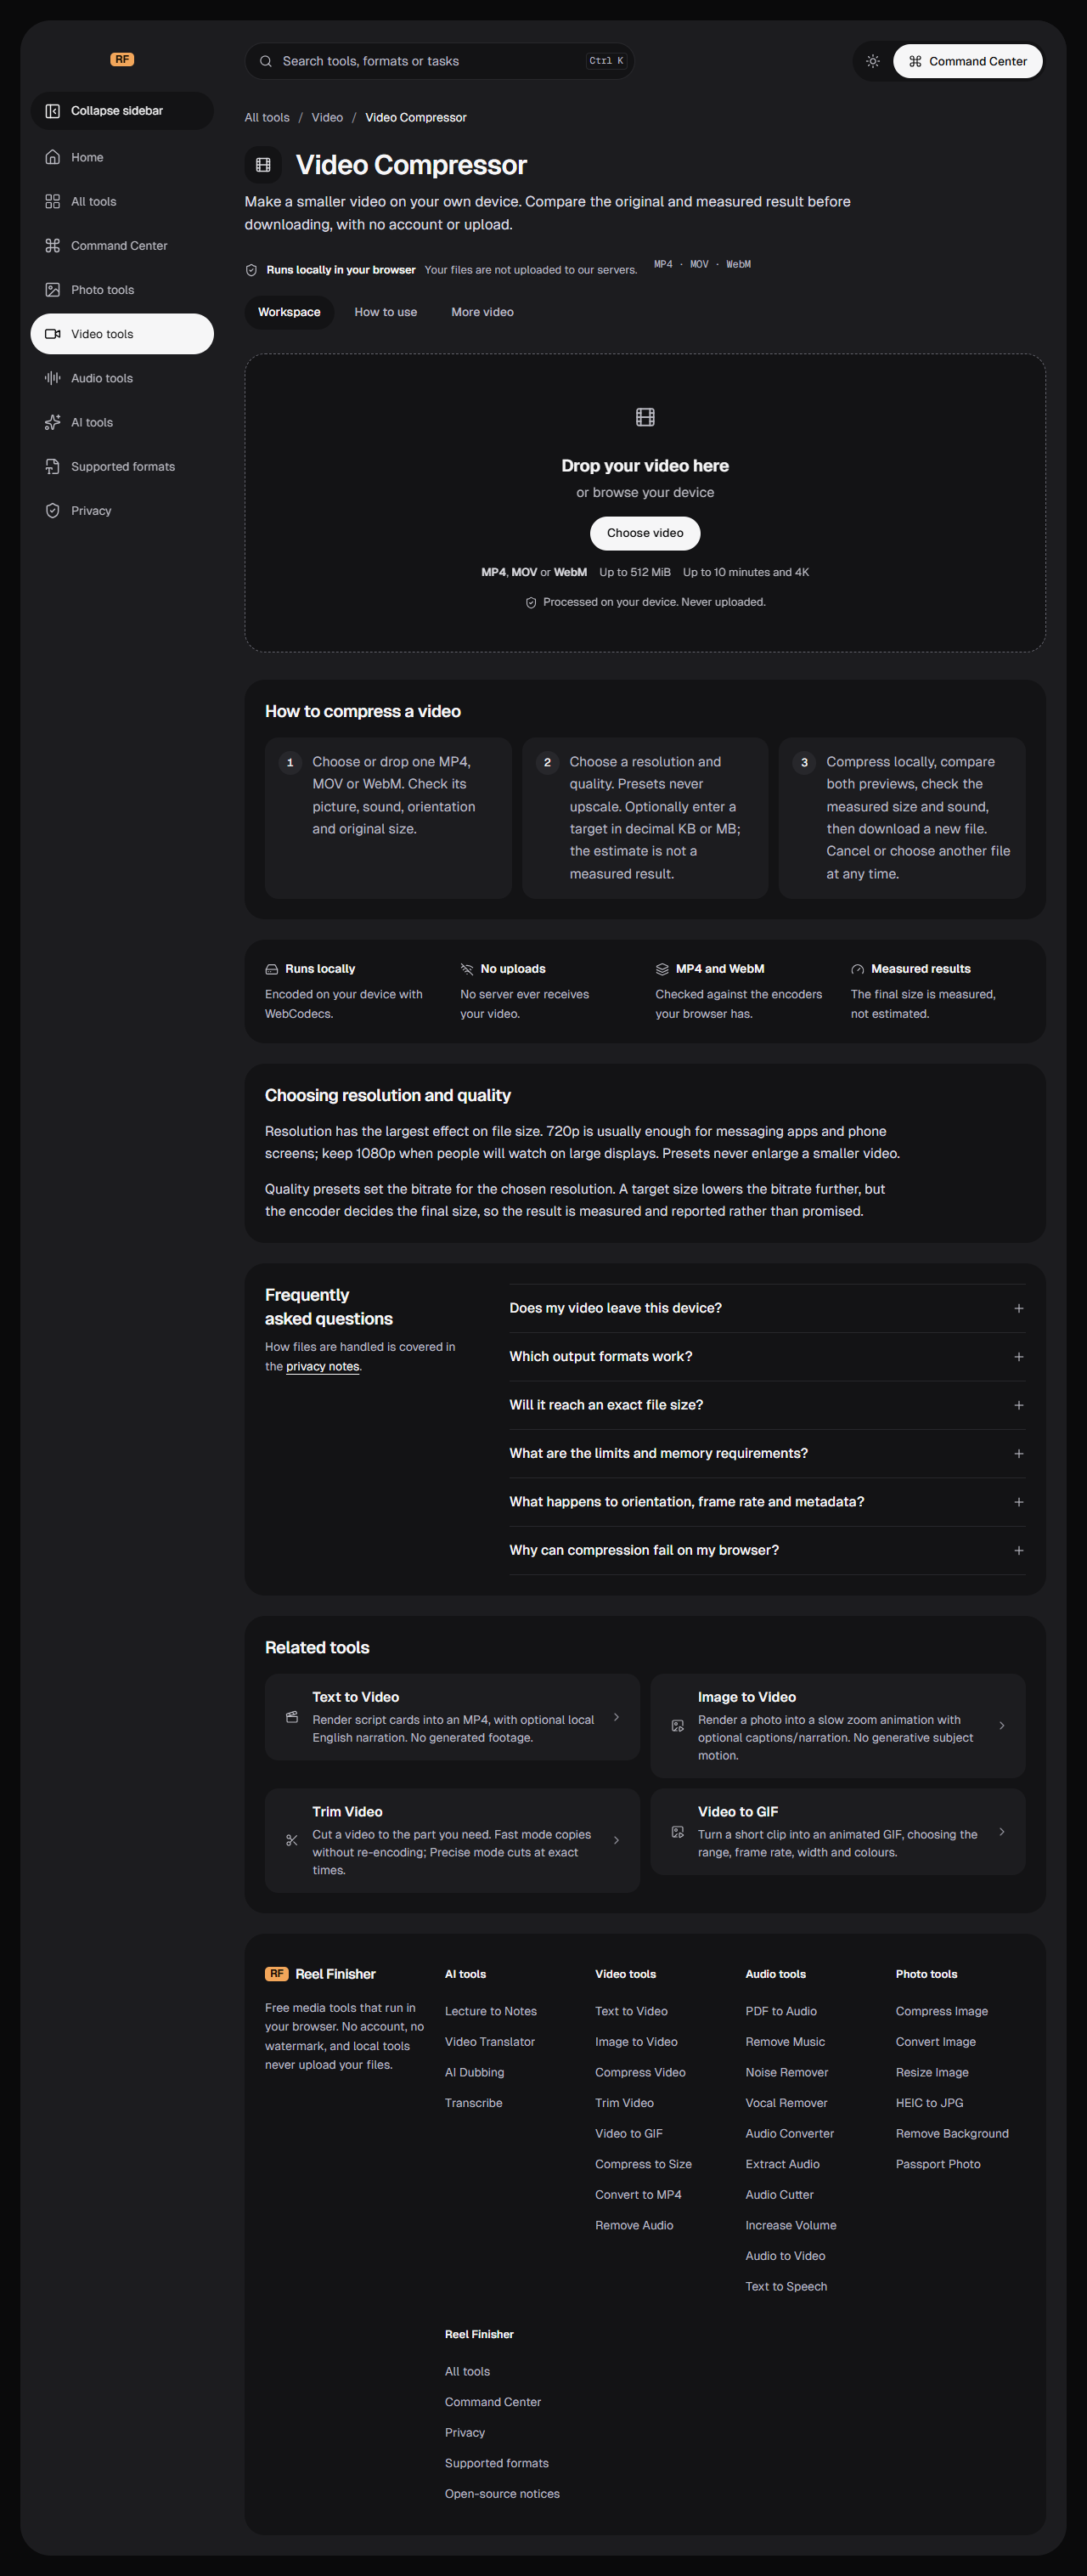 RF
Search tools, formats or tasks
Ctrl K
Command Center
Collapse sidebar
Home
All tools
Command Center
Photo tools
Video tools
Audio tools
AI tools
Supported formats
Privacy
All tools / Video / Video Compressor
Video Compressor
Make a smaller video on your own device. Compare the original and measured result before
downloading, with no account or upload.
Runs locally in your browser Your files are not uploaded to our servers. MP4 · MOV · WebM
Workspace
How to use
More video
Drop your video here
or browse your device
Choose video
MP4, MOV or WebM Up to 512 MiB Up to 10 minutes and 4K
Processed on your device. Never uploaded.
How to compress a video
1
Choose or drop one MP4,
MOV or WebM. Check its
picture, sound, orientation
and original size.
2
Choose a resolution and
quality. Presets never
upscale. Optionally enter a
target in decimal KB or MB;
the estimate is not a
measured result.
3
Compress locally, compare
both previews, check the
measured size and sound,
then download a new file.
Cancel or choose another file
at any time.
Runs locally
Encoded on your device with
WebCodecs.
No uploads
No server ever receives
your video.
MP4 and WebM
Checked against the encoders
your browser has.
Measured results
The final size is measured,
not estimated.
Choosing resolution and quality
Resolution has the largest effect on file size. 720p is usually enough for messaging apps and phone
screens; keep 1080p when people will watch on large displays. Presets never enlarge a smaller video.
Quality presets set the bitrate for the chosen resolution. A target size lowers the bitrate further, but
the encoder decides the final size, so the result is measured and reported rather than promised.
Frequently
asked questions
How files are handled is covered in
the privacy notes.
Does my video leave this device?
Which output formats work?
Will it reach an exact file size?
What are the limits and memory requirements?
What happens to orientation, frame rate and metadata?
Why can compression fail on my browser?
Related tools
Text to Video
Render script cards into an MP4, with optional local
English narration. No generated footage.
Image to Video
Render a photo into a slow zoom animation with
optional captions/narration. No generative subject
motion.
Trim Video
Cut a video to the part you need. Fast mode copies
without re-encoding; Precise mode cuts at exact
times.
Video to GIF
Turn a short clip into an animated GIF, choosing the
range, frame rate, width and colours.
RF Reel Finisher
Free media tools that run in
your browser. No account, no
watermark, and local tools
never upload your files.
AI tools
Lecture to Notes
Video Translator
AI Dubbing
Transcribe
Video tools
Text to Video
Image to Video
Compress Video
Trim Video
Video to GIF
Compress to Size
Convert to MP4
Remove Audio
Audio tools
PDF to Audio
Remove Music
Noise Remover
Vocal Remover
Audio Converter
Extract Audio
Audio Cutter
Increase Volume
Audio to Video
Text to Speech
Photo tools
Compress Image
Convert Image
Resize Image
HEIC to JPG
Remove Background
Passport Photo
Reel Finisher
All tools
Command Center
Privacy
Supported formats
Open-source notices